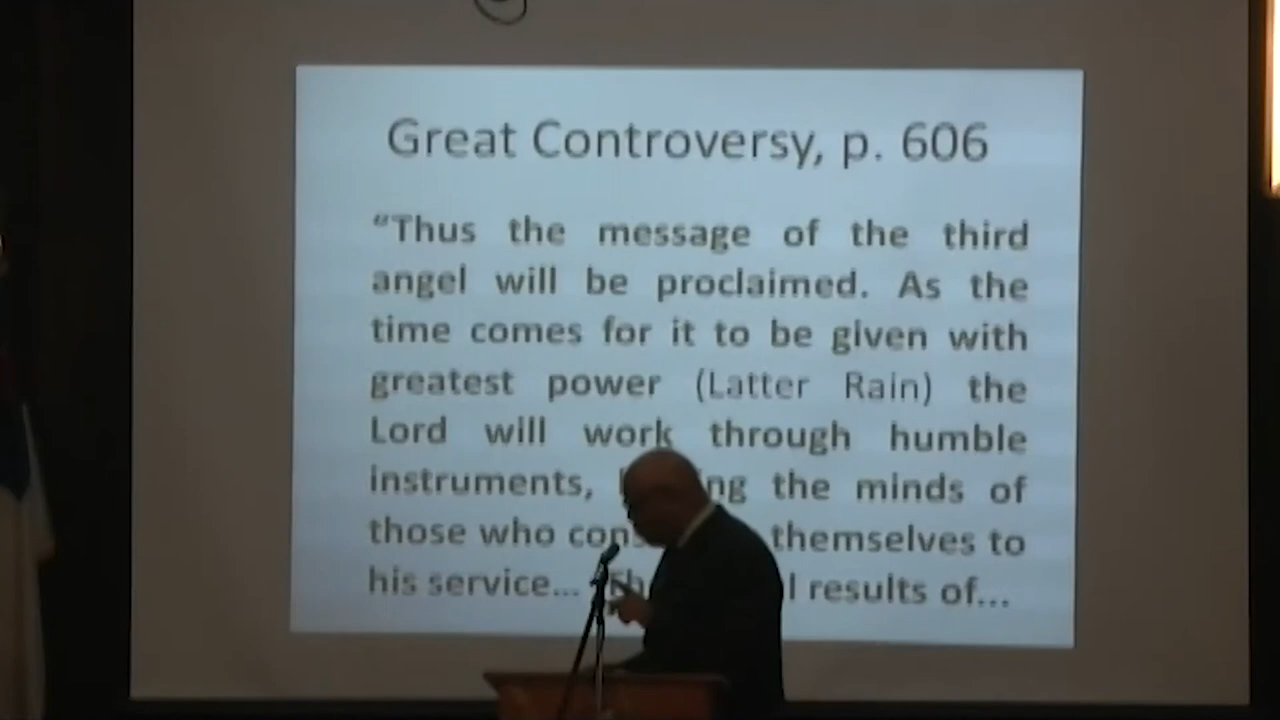 Great Controversy, p. 606
“Thus the message of the third
angel will be proclaimed. As the
time comes for it to be given with
greatest power (Latter Rain) the
Lord will work through humble
instruments, the minds of
those who themselves to
his service... results of...